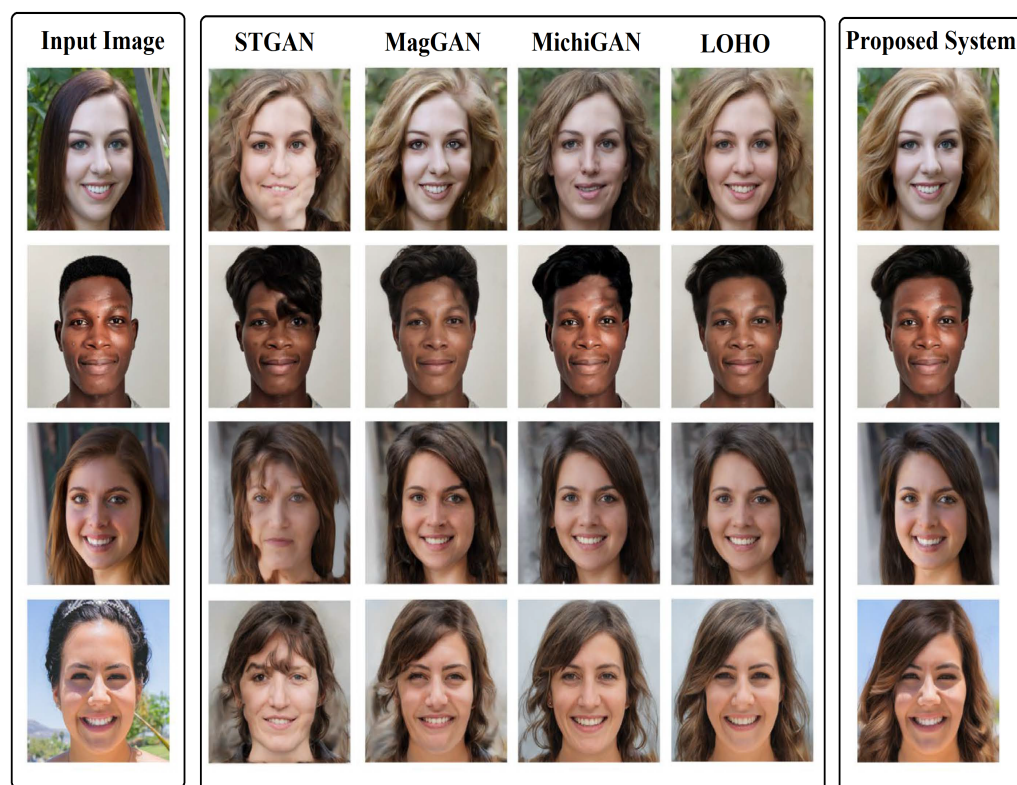 Input Image
STGAN
MagGAN
MichiGAN
LOHO
Proposed System